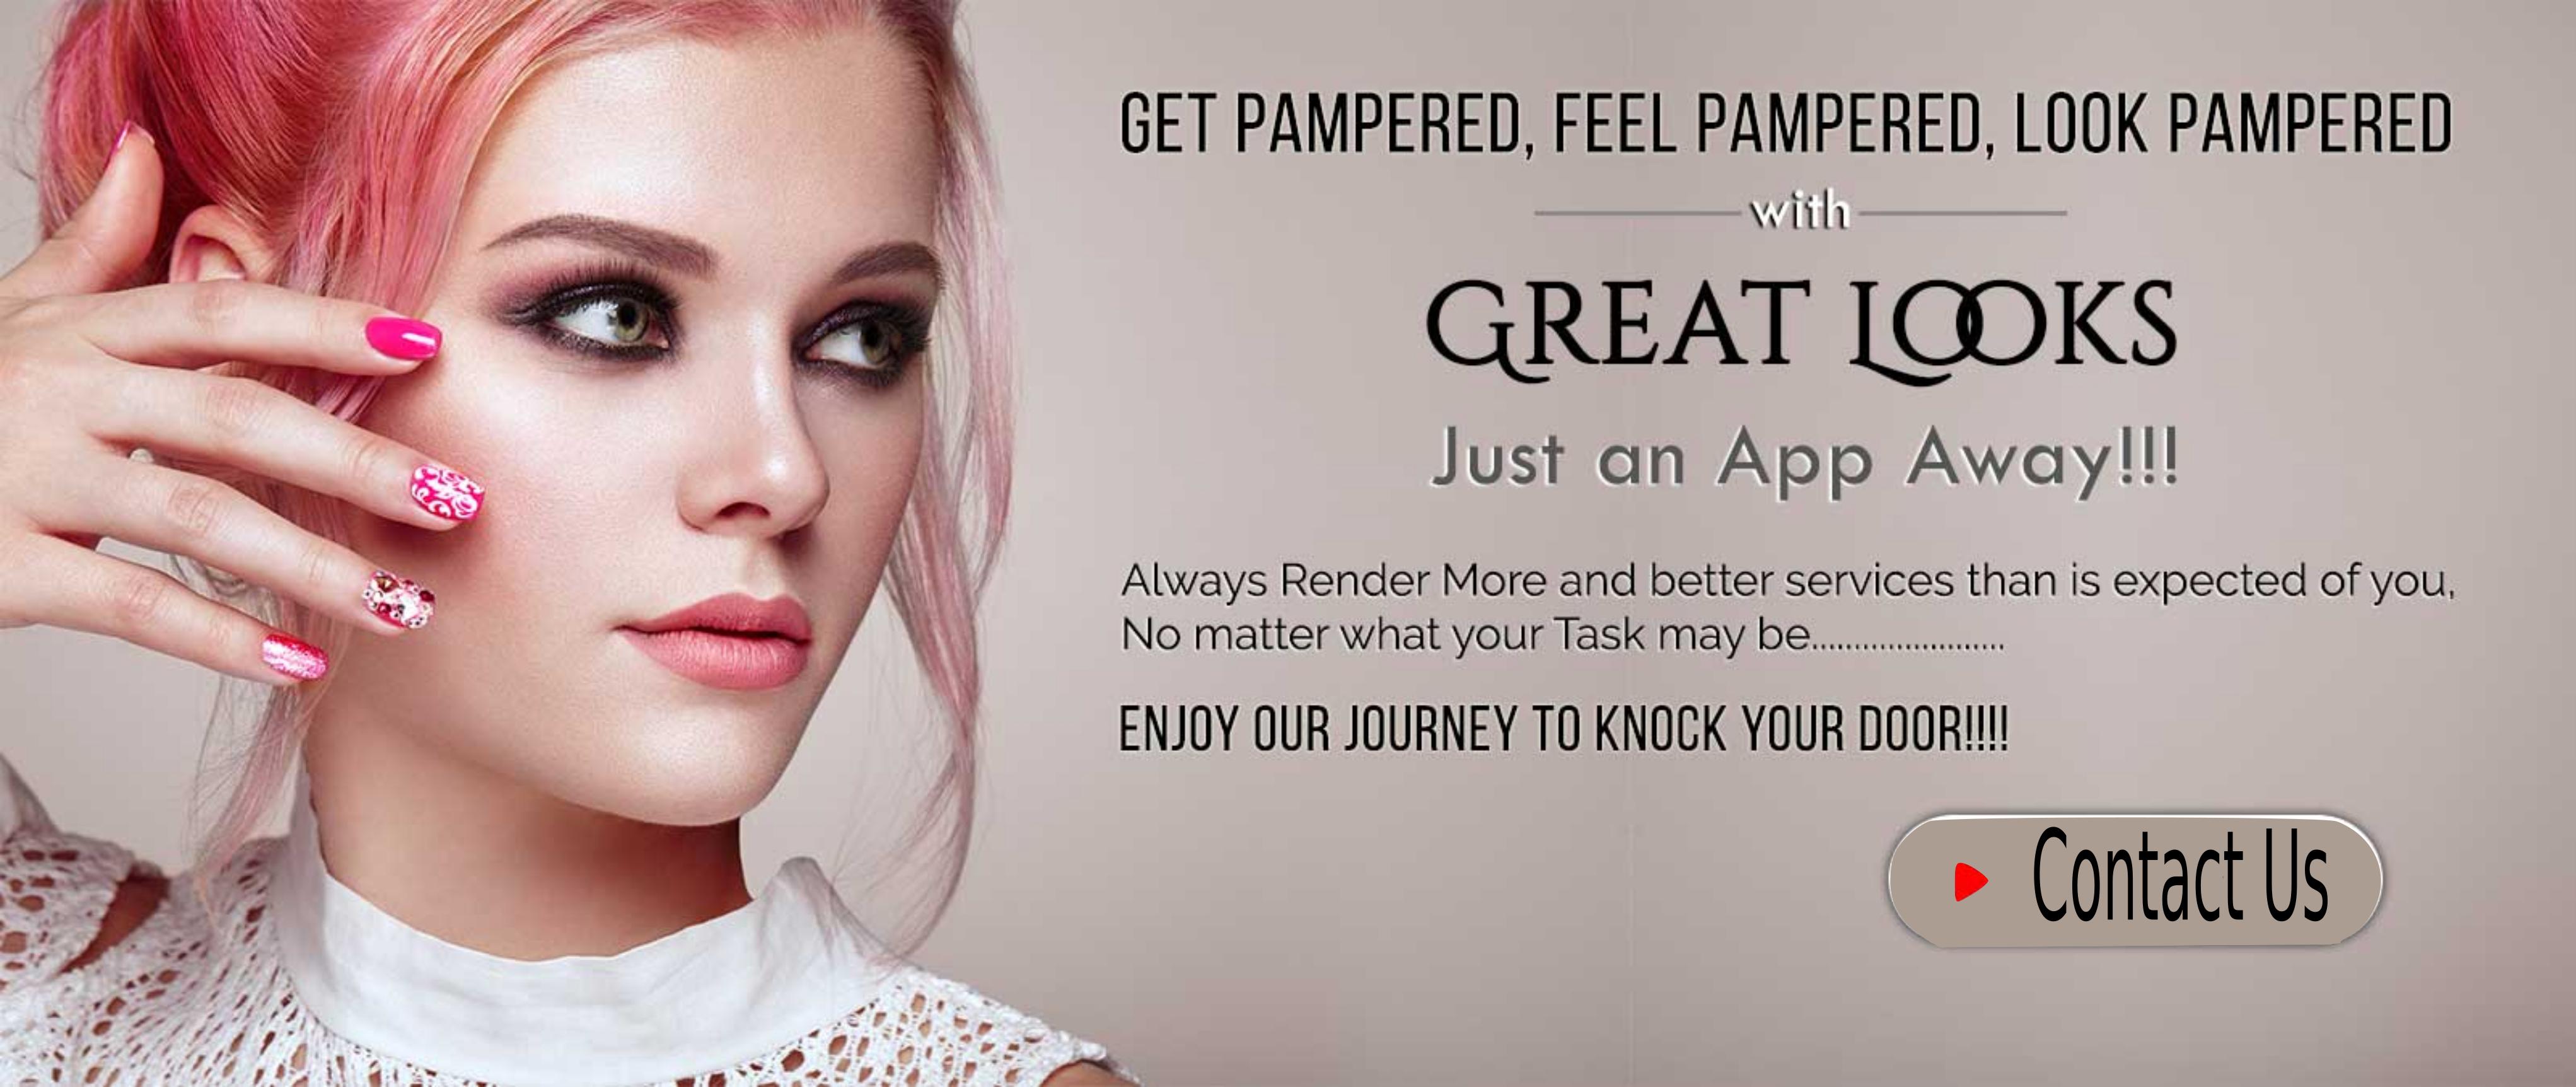 GET PAMPERED, FEEL PAMPERED, LOOK PAMPERED
with
GREAT LOOKS
Just an App Away!!!
Always Render More and better services than is expected of you,
No matter what your Task may be.......................
ENJOY OUR JOURNEY TO KNOCK YOUR DOOR!!!!
Contact Us